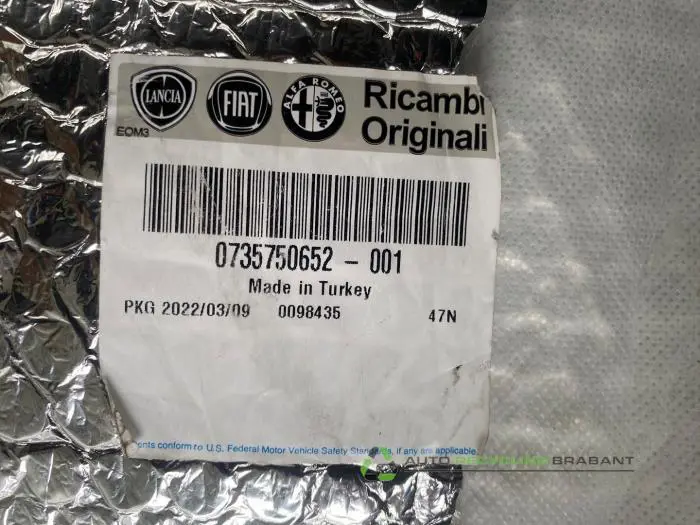 LANCIA FIAT ALFA ROMEO Ricambi
EOM3 Originali
0735750652 - 001
Made in Turkey
PKG 2022/03/09 0098435 47N
conform to U.S. Federal Motor Vehicle Safety Standards, if any are applicable
AUTO RECYCLING BRABANT